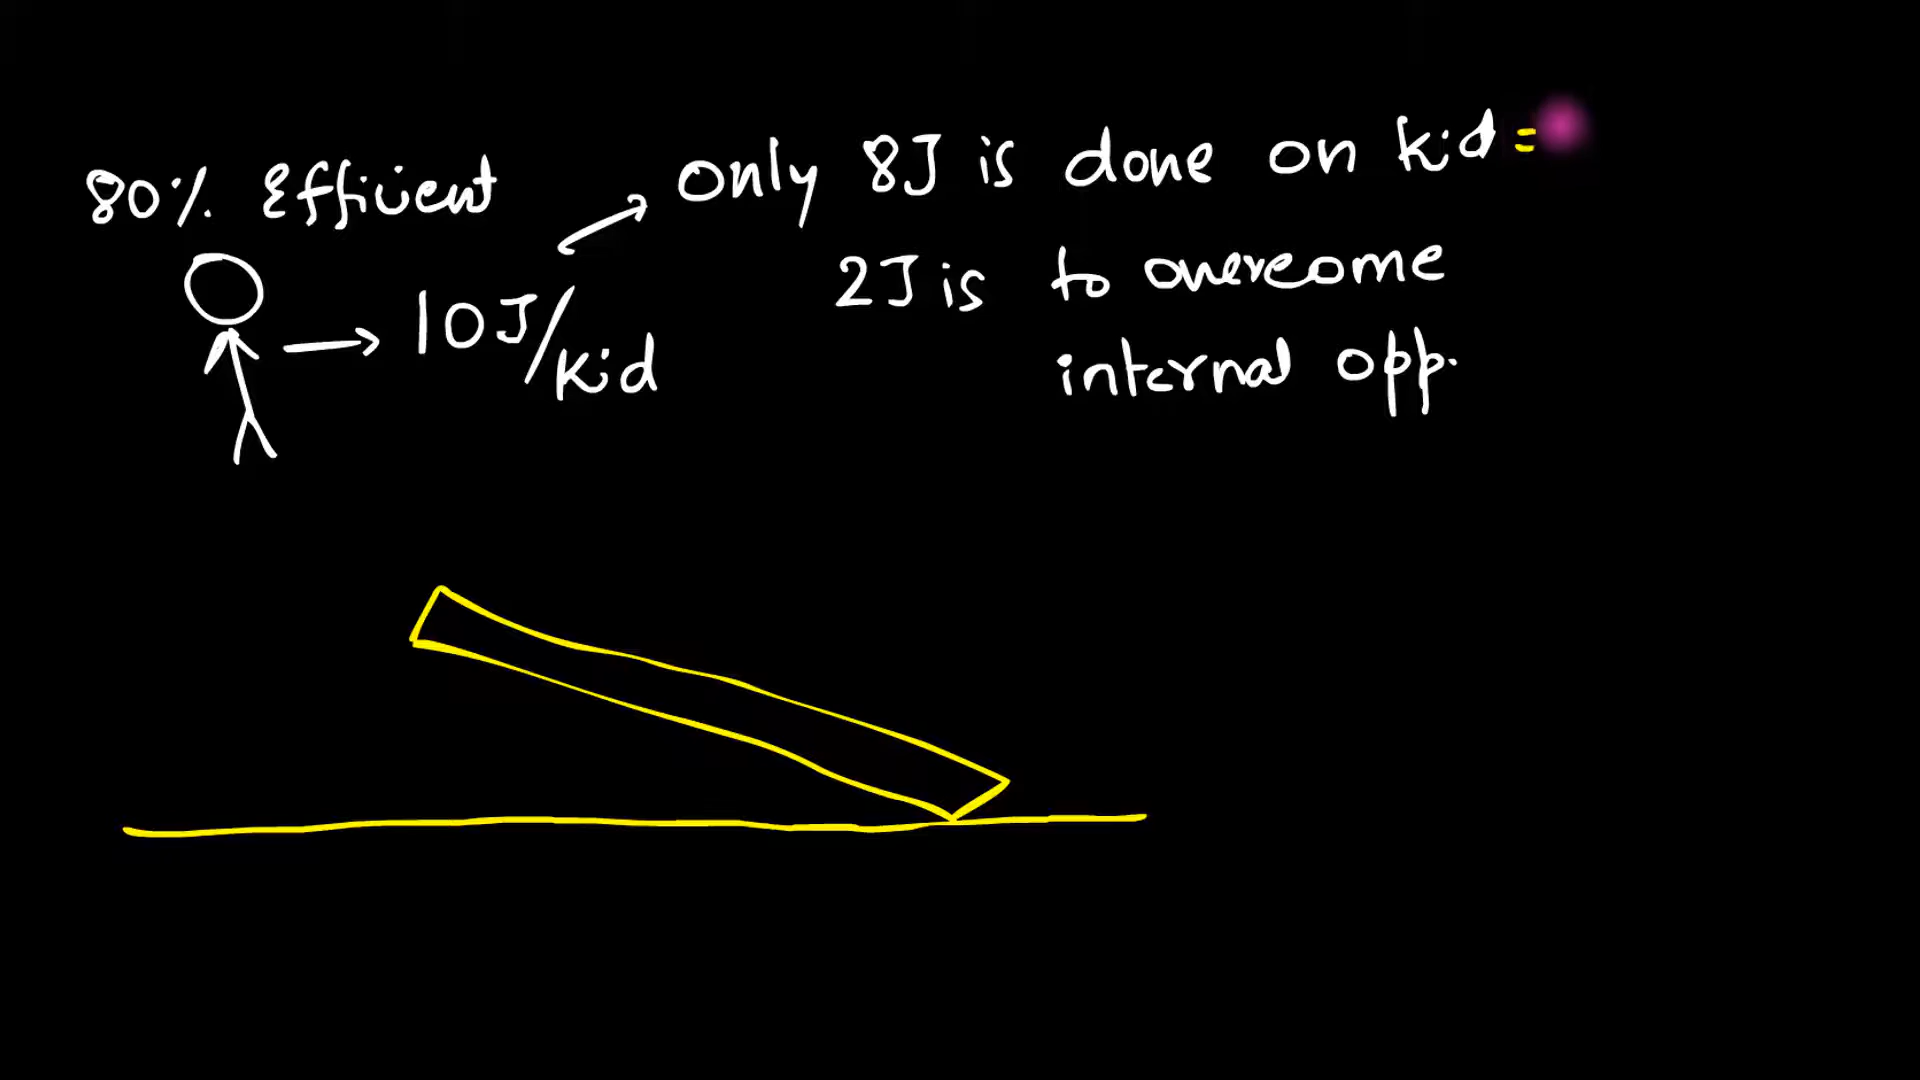 80% Efficient
only 8J is done on kid =
2J is to overcome
internal opp.
10J/kid